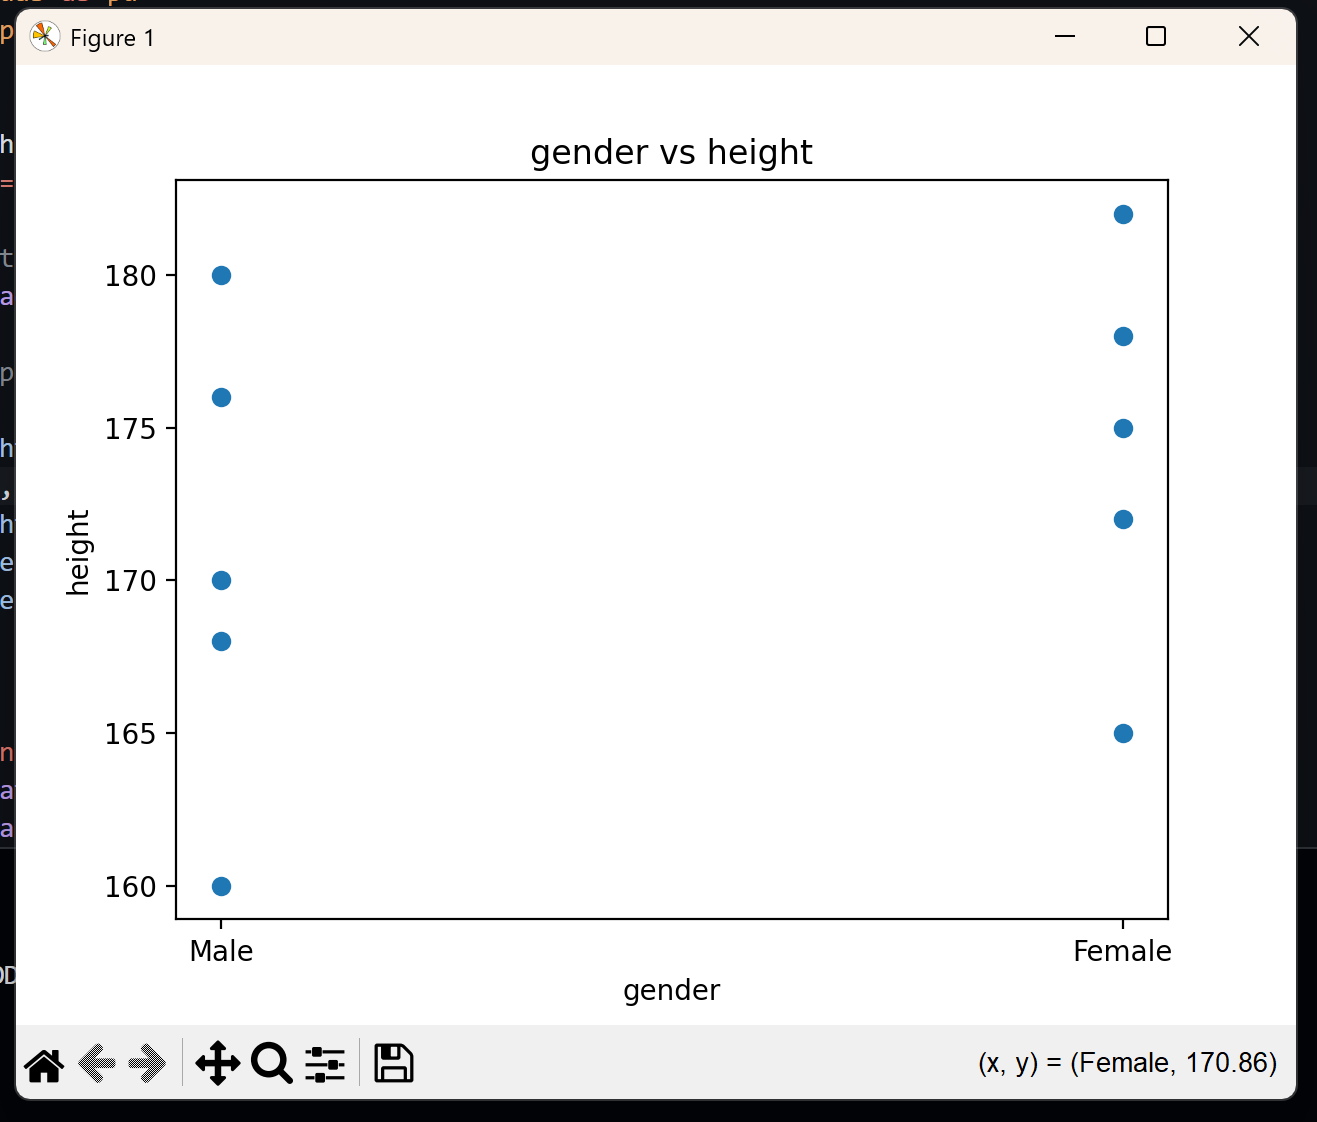 Figure 1
gender vs height
180
175
170
165
160
height
Male
Female
gender
(x, y) = (Female, 170.86)